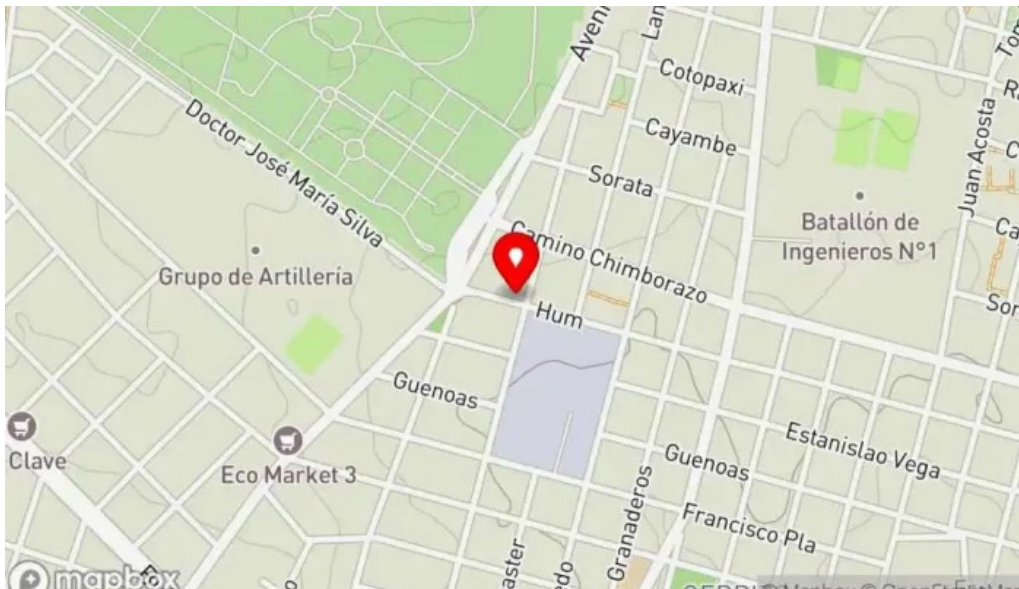 Cotopaxi
Cayambe
Sorata
Doctor José María Silva
Camino Chimborazo
Grupo de Artillería
Batallón de
Ingenieros N°1
Juan Acosta
Hum
Guenoas
Eco Market 3
Clave
Estanislao Vega
Guenoas
Granaderos
Francisco Pla
mapbox